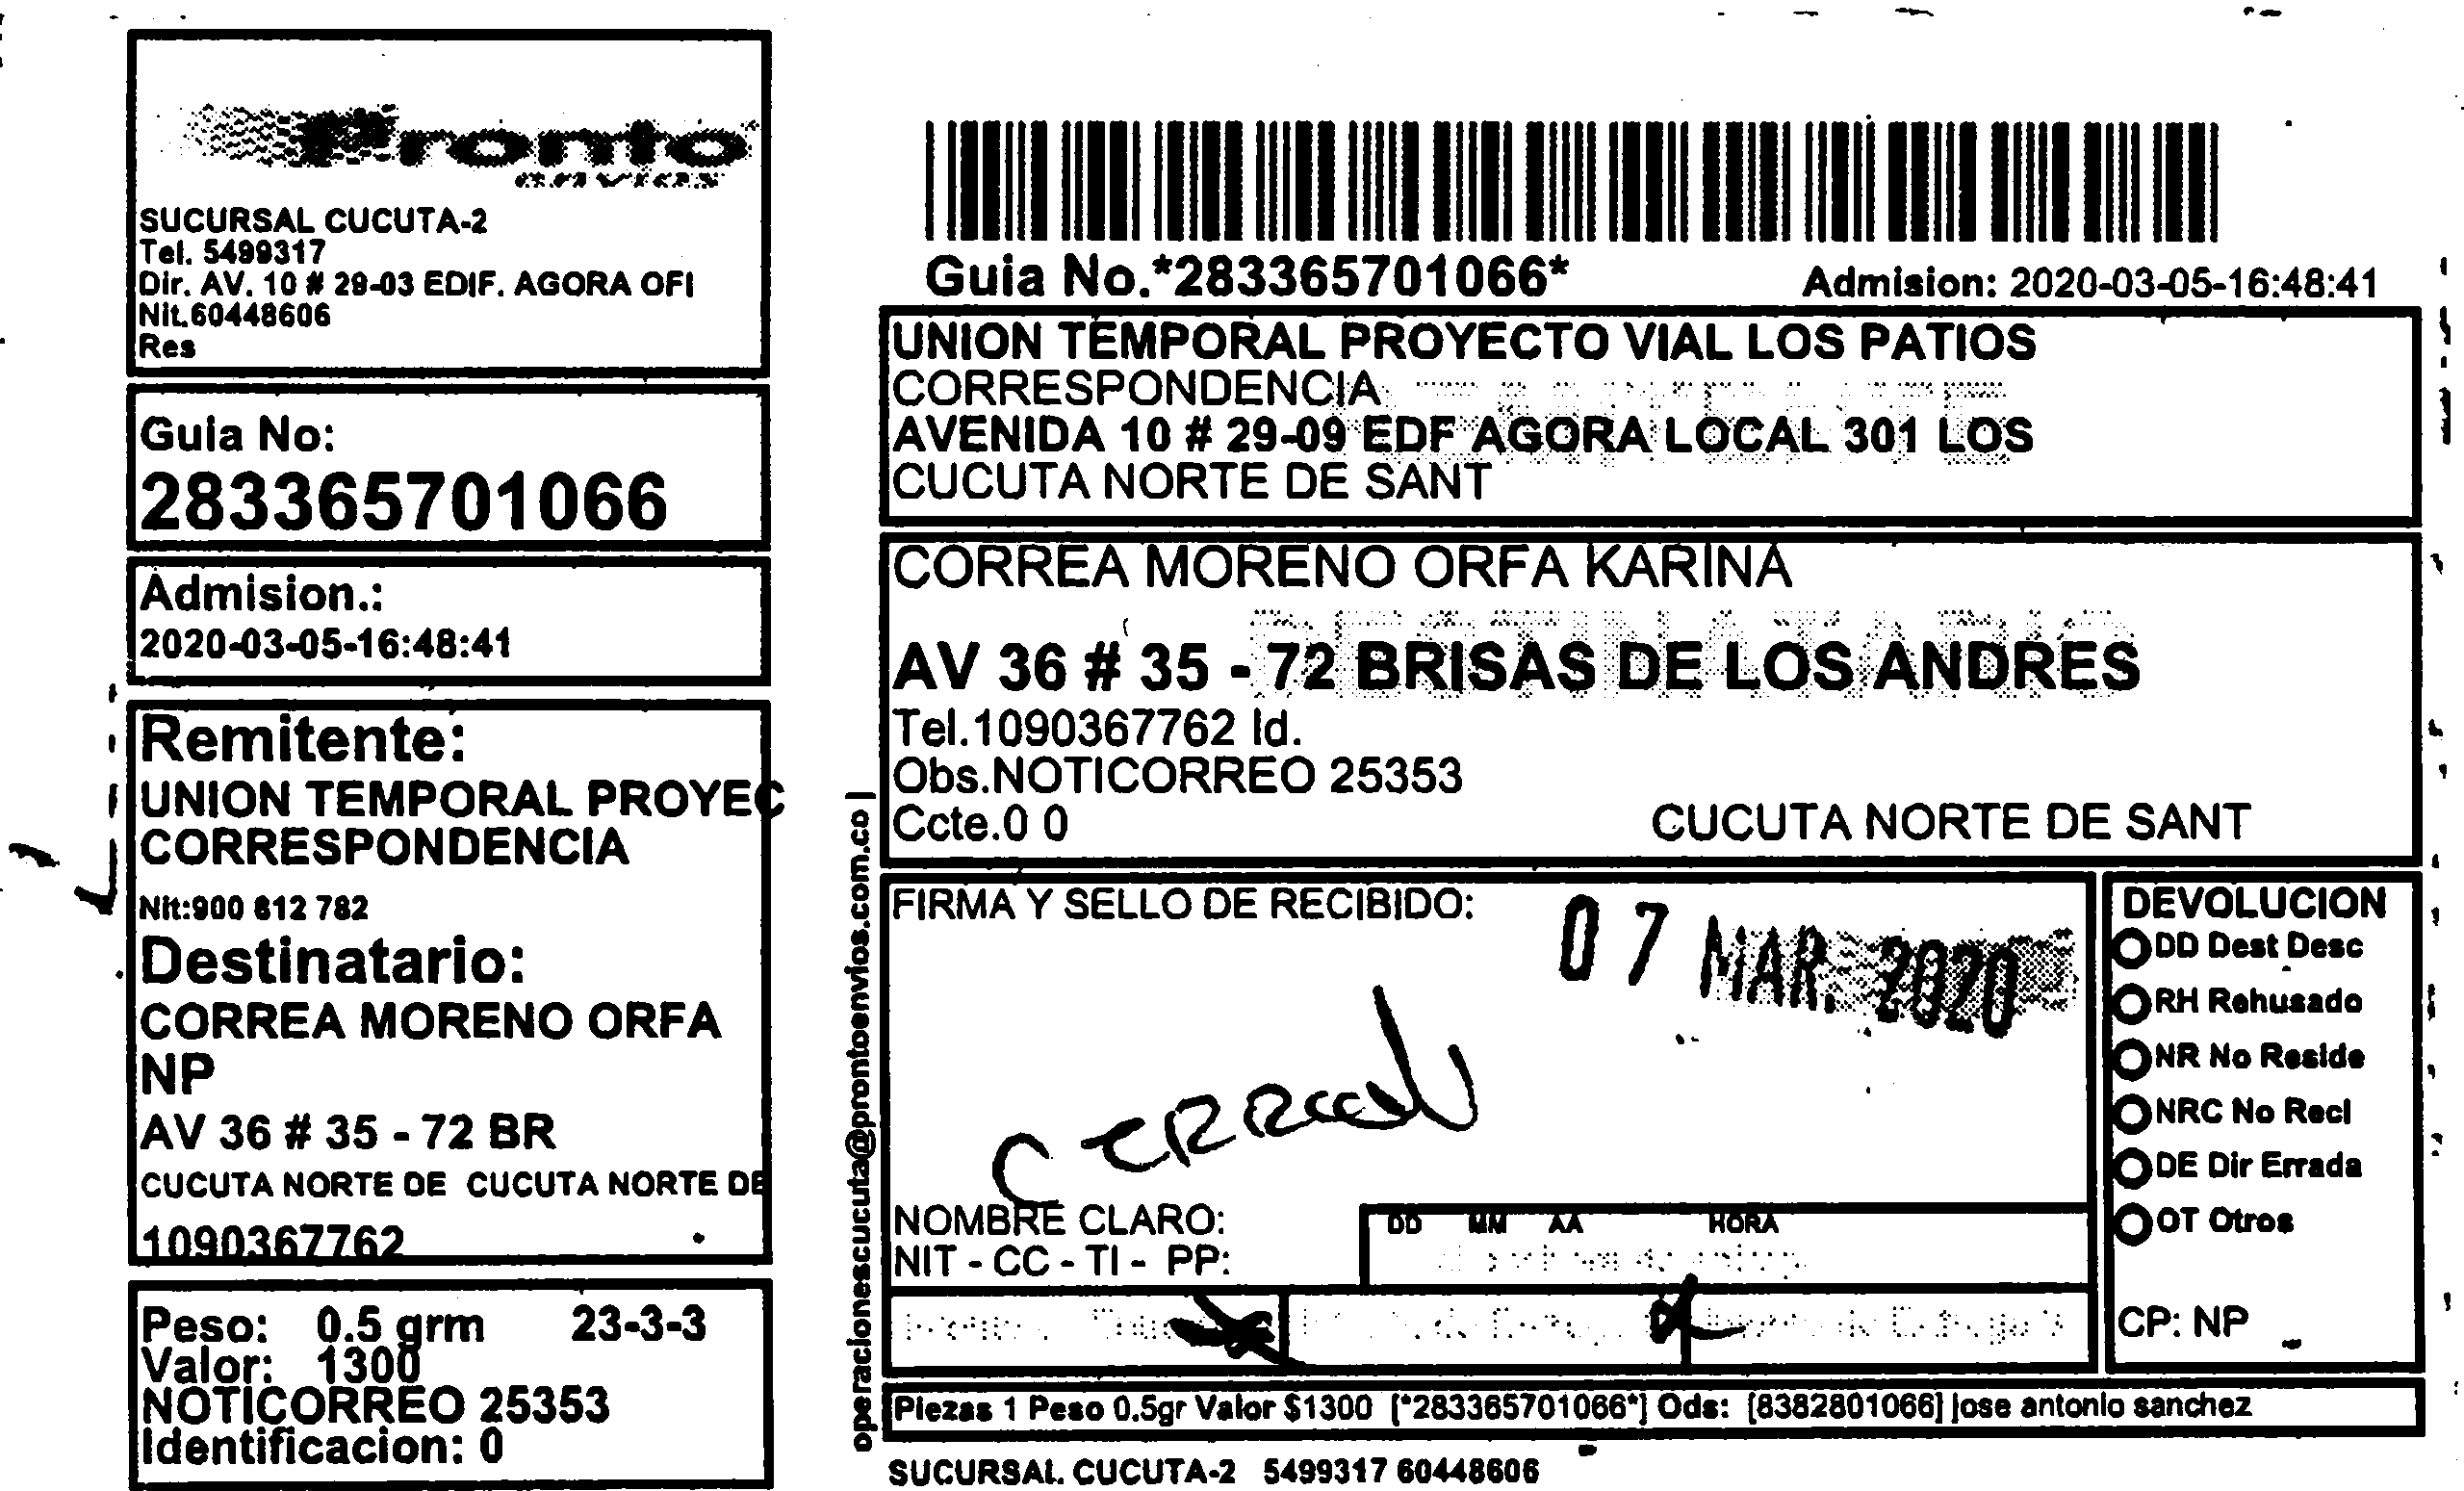 Pronto
envios
SUCURSAL CUCUTA-2
Tel. 5499317
Dir. AV. 10 # 29-03 EDIF. AGORA OFI
Nit.60448606
Res
Guia No:
283365701066
Admision.:
2020-03-05-16:48:41
Remitente:
UNION TEMPORAL PROYEC
CORRESPONDENCIA
Nit:900 812 782
Destinatario:
CORREA MORENO ORFA
NP
AV 36 # 35 - 72 BR
CUCUTA NORTE DE CUCUTA NORTE DE
1090367762
Peso: 0.5 grm 23-3-3
Valor: 1300
NOTICORREO 25353
Identificacion: 0
operacionescucuta@prontoenvios.com.co |
Guia No.*283365701066*
Admision: 2020-03-05-16:48:41
UNION TEMPORAL PROYECTO VIAL LOS PATIOS
CORRESPONDENCIA
AVENIDA 10 # 29-09 EDF AGORA LOCAL 301 LOS
CUCUTA NORTE DE SANT
CORREA MORENO ORFA KARINA
DESTINATARIO
AV 36 # 35 - 72 BRISAS DE LOS ANDRES
Tel.1090367762 Id.
Obs.NOTICORREO 25353
Ccte.0 0
CUCUTA NORTE DE SANT
FIRMA Y SELLO DE RECIBIDO:
07 MAR. 2020
NOMBRE CLARO:
NIT - CC - TI - PP:
DD MM AA HORA
DEVOLUCION
DD Dest Desc
RH Rehusado
NR No Reside
NRC No Recl
DE Dir Errada
OT Otros
CP: NP
Piezas 1 Peso 0.5gr Valor $1300 [*283365701066*] Ods: [8382801066] jose antonio sanchez
SUCURSAL CUCUTA-2 5499317 60448606